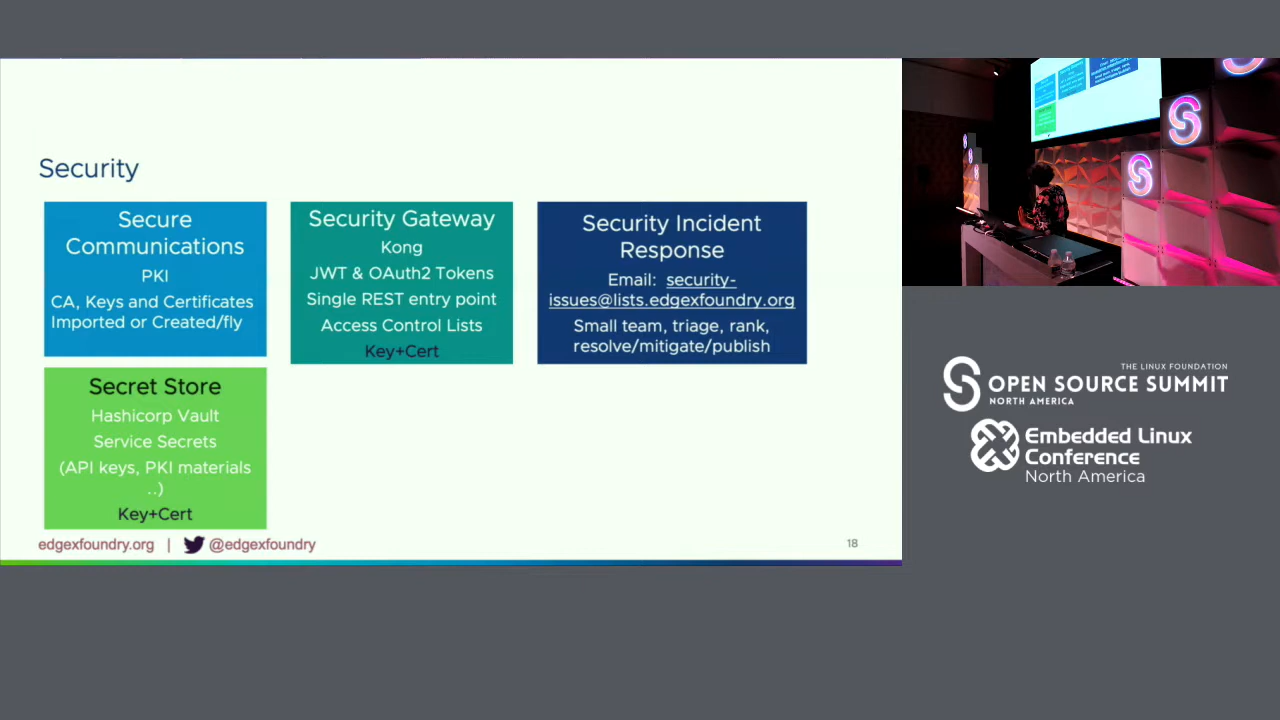 Security
Secure
Communications
PKI
CA, Keys and Certificates
Imported or Created/fly
Security Gateway
Kong
JWT & OAuth2 Tokens
Single REST entry point
Access Control Lists
Key+Cert
Security Incident
Response
Email: security-
issues@lists.edgexfoundry.org
Small team, triage, rank,
resolve/mitigate/publish
Secret Store
Hashicorp Vault
Service Secrets
(API keys, PKI materials
..)
Key+Cert
edgexfoundry.org | @edgexfoundry
18
THE LINUX FOUNDATION
OPEN SOURCE SUMMIT
NORTH AMERICA
Embedded Linux
Conference
North America